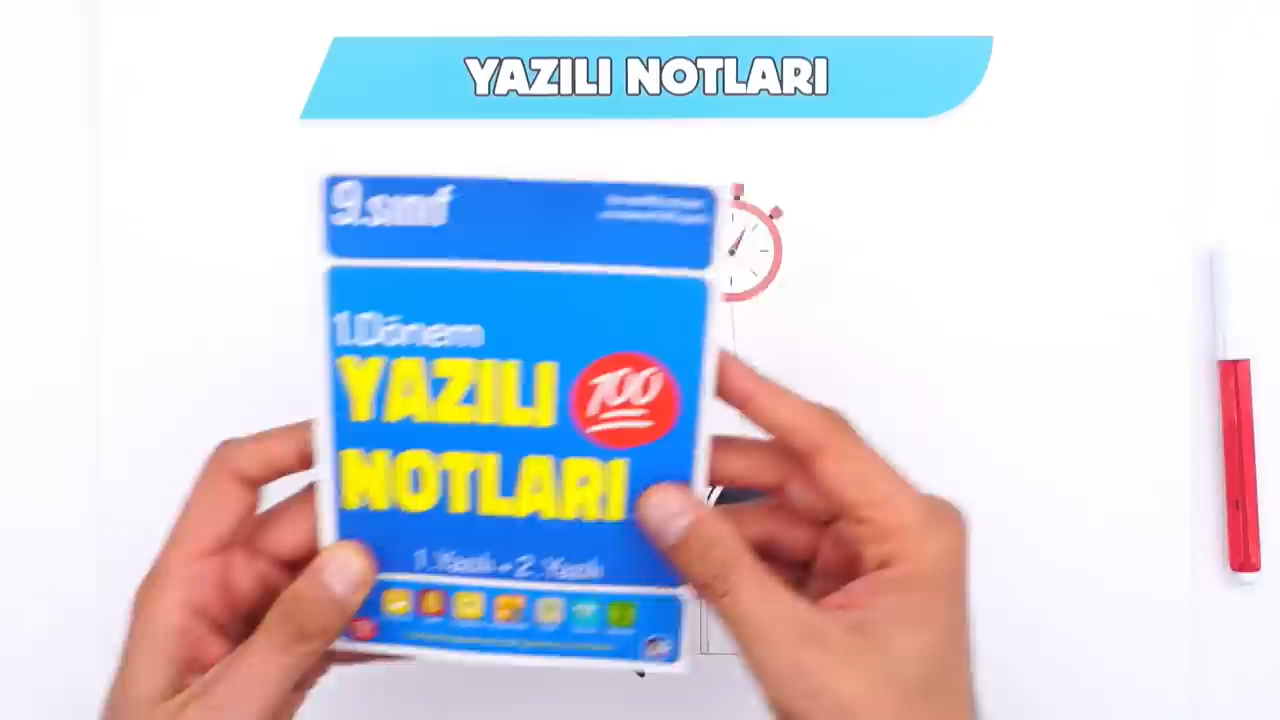 YAZILI NOTLARI
9.sınıf
1.Dönem
YAZILI
100
NOTLARI
1. Yazılı - 2. Yazılı